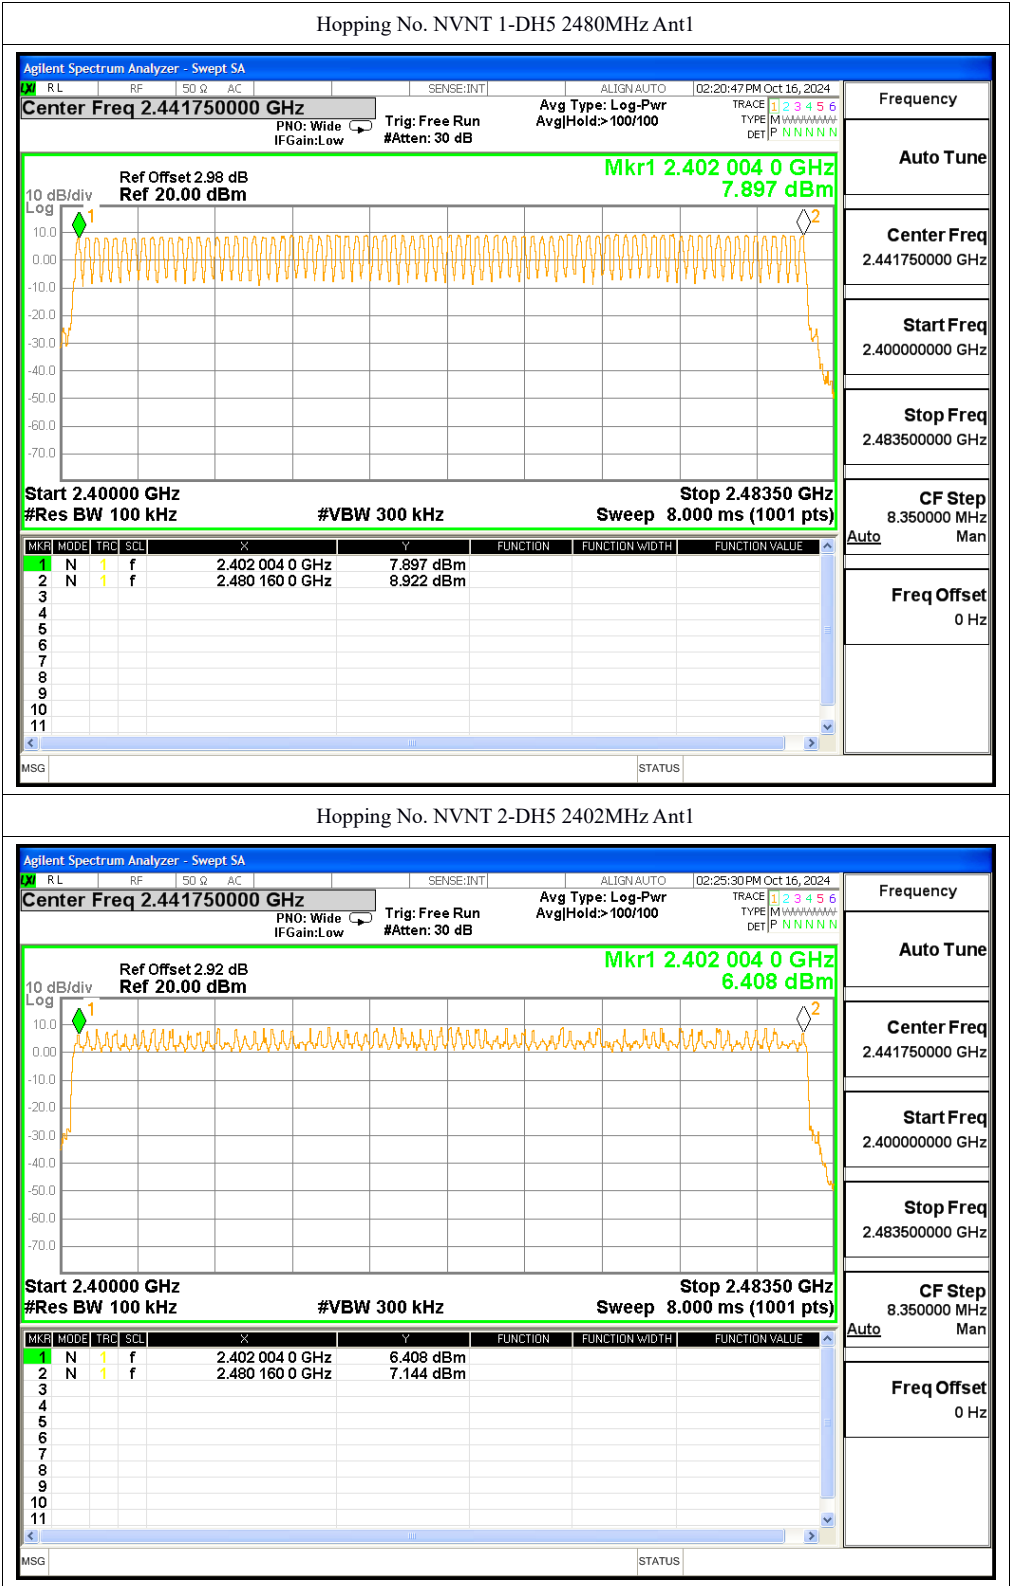 Hopping No. NVNT 1-DH5 2480MHz Ant1
Agilent Spectrum Analyzer - Swept SA
LXI RL RF 50 Ω AC SENSE:INT ALIGN AUTO 02:20:47 PM Oct 16, 2024
Center Freq 2.441750000 GHz
PNO: Wide
IFGain:Low
Trig: Free Run
#Atten: 30 dB
Avg Type: Log-Pwr
Avg|Hold:>100/100
TRACE 1 2 3 4 5 6
TYPE M
DET P N N N N N
Mkr1 2.402 004 0 GHz
7.897 dBm
Ref Offset 2.98 dB
Ref 20.00 dBm
10 dB/div
Log
1
2
10.0
0.00
-10.0
-20.0
-30.0
-40.0
-50.0
-60.0
-70.0
Start 2.40000 GHz Stop 2.48350 GHz
#Res BW 100 kHz #VBW 300 kHz Sweep 8.000 ms (1001 pts)
MKR MODE TRC SCL X Y FUNCTION FUNCTION WIDTH FUNCTION VALUE
1 N 1 f 2.402 004 0 GHz 7.897 dBm
2 N 1 f 2.480 160 0 GHz 8.922 dBm
3
4
5
6
7
8
9
10
11
MSG STATUS
Frequency
Auto Tune
Center Freq
2.441750000 GHz
Start Freq
2.400000000 GHz
Stop Freq
2.483500000 GHz
CF Step
8.350000 MHz
Auto Man
Freq Offset
0 Hz
Hopping No. NVNT 2-DH5 2402MHz Ant1
Agilent Spectrum Analyzer - Swept SA
LXI RL RF 50 Ω AC SENSE:INT ALIGN AUTO 02:25:30 PM Oct 16, 2024
Center Freq 2.441750000 GHz
PNO: Wide
IFGain:Low
Trig: Free Run
#Atten: 30 dB
Avg Type: Log-Pwr
Avg|Hold:>100/100
TRACE 1 2 3 4 5 6
TYPE M
DET P N N N N N
Mkr1 2.402 004 0 GHz
6.408 dBm
Ref Offset 2.92 dB
Ref 20.00 dBm
10 dB/div
Log
1
2
10.0
0.00
-10.0
-20.0
-30.0
-40.0
-50.0
-60.0
-70.0
Start 2.40000 GHz Stop 2.48350 GHz
#Res BW 100 kHz #VBW 300 kHz Sweep 8.000 ms (1001 pts)
MKR MODE TRC SCL X Y FUNCTION FUNCTION WIDTH FUNCTION VALUE
1 N 1 f 2.402 004 0 GHz 6.408 dBm
2 N 1 f 2.480 160 0 GHz 7.144 dBm
3
4
5
6
7
8
9
10
11
MSG STATUS
Frequency
Auto Tune
Center Freq
2.441750000 GHz
Start Freq
2.400000000 GHz
Stop Freq
2.483500000 GHz
CF Step
8.350000 MHz
Auto Man
Freq Offset
0 Hz